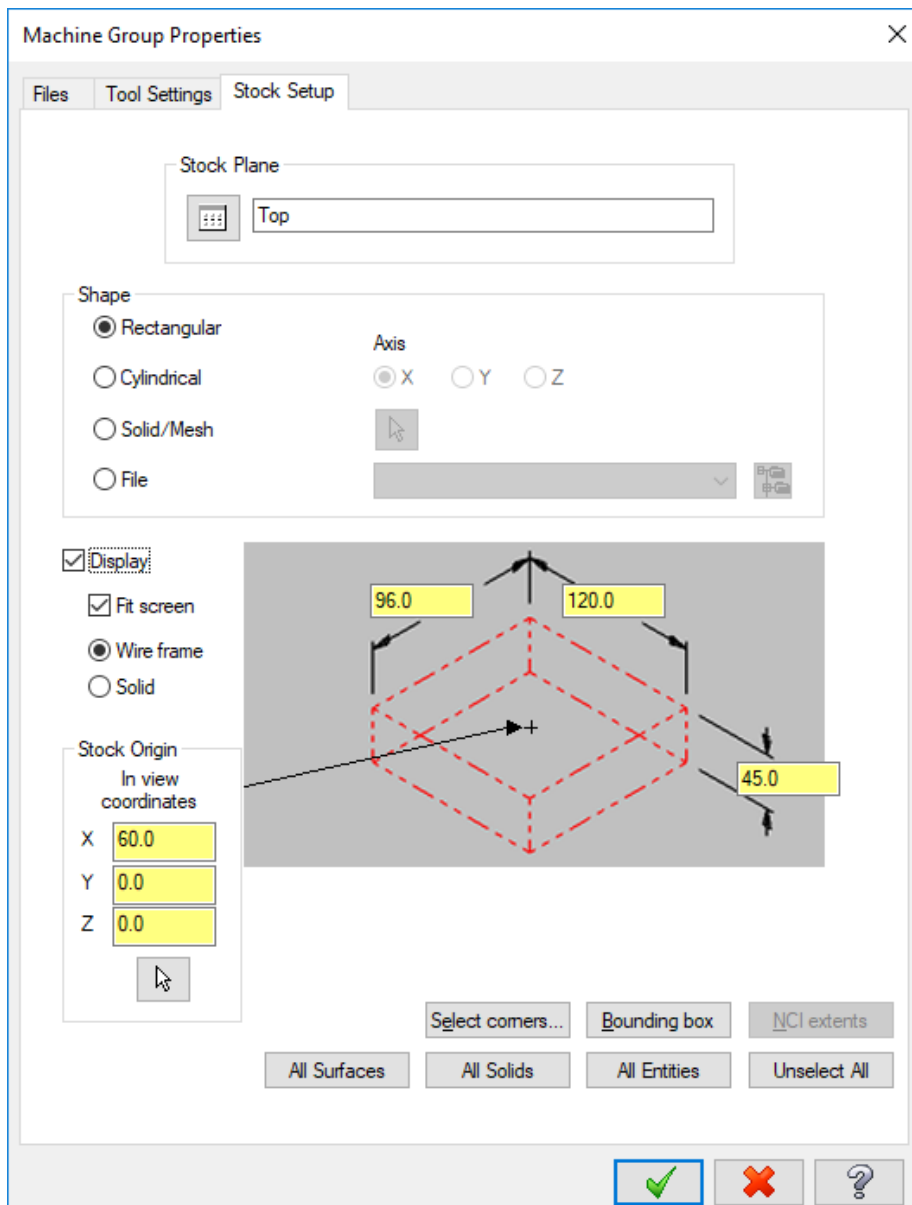 Machine Group Properties
Files Tool Settings Stock Setup
Stock Plane
Top
Shape
Rectangular
Axis
Cylindrical X Y Z
Solid/Mesh
File
Display
96.0 120.0
Fit screen
Wire frame
Solid
Stock Origin
In view
coordinates
45.0
X 60.0
Y 0.0
Z 0.0
Select corners... Bounding box NCI extents
All Surfaces All Solids All Entities Unselect All